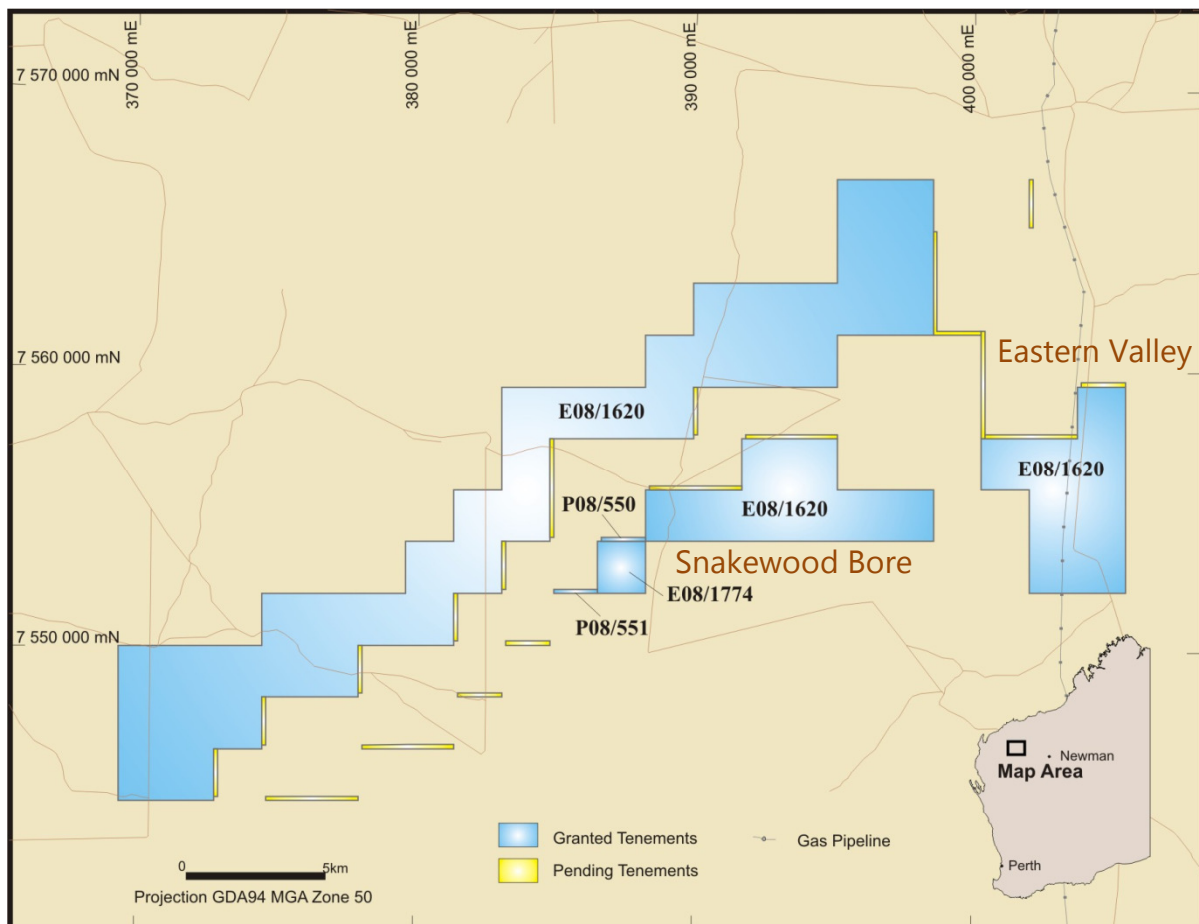 370 000 mE
380 000 mE
390 000 mE
400 000 mE
7 570 000 mN
7 560 000 mN
Eastern Valley
E08/1620
E08/1620
P08/550
E08/1620
Snakewood Bore
E08/1774
P08/551
7 550 000 mN
Newman
Map Area
Granted Tenements
Gas Pipeline
0
5km
Pending Tenements
Perth
Projection GDA94 MGA Zone 50